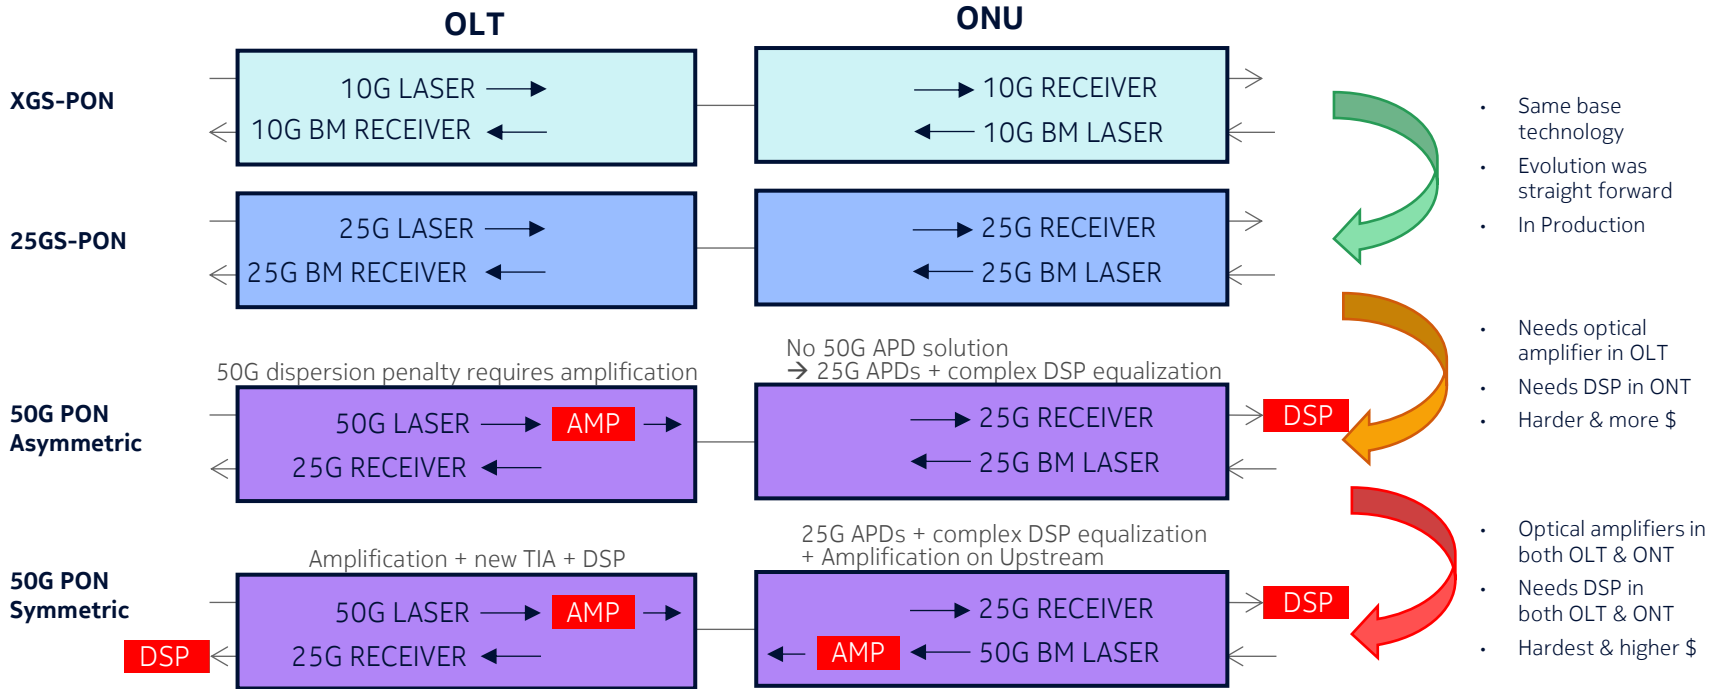 OLT
ONU
XGS-PON
10G LASER
10G BM RECEIVER
10G RECEIVER
10G BM LASER
• Same base
technology
• Evolution was
straight forward
• In Production
25GS-PON
25G LASER
25G BM RECEIVER
25G RECEIVER
25G BM LASER
50G dispersion penalty requires amplification
No 50G APD solution
→ 25G APDs + complex DSP equalization
50G PON
Asymmetric
50G LASER
AMP
25G RECEIVER
25G RECEIVER
25G BM LASER
DSP
• Needs optical
amplifier in OLT
• Needs DSP in ONT
• Harder & more $
Amplification + new TIA + DSP
25G APDs + complex DSP equalization
+ Amplification on Upstream
50G PON
Symmetric
50G LASER
AMP
DSP
25G RECEIVER
25G RECEIVER
AMP
50G BM LASER
DSP
• Optical amplifiers in
both OLT & ONT
• Needs DSP in
both OLT & ONT
• Hardest & higher $